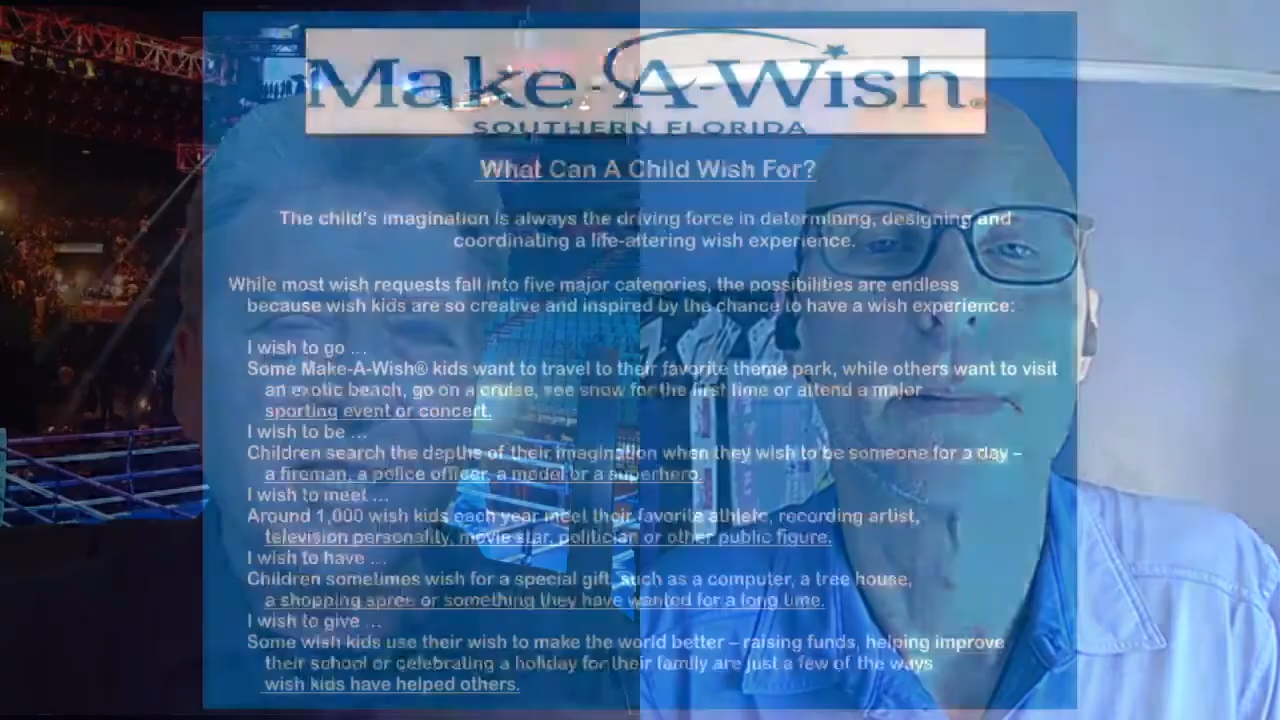 Make-A-Wish®
SOUTHERN FLORIDA
What Can A Child Wish For?
The child's imagination is always the driving force in determining, designing and
coordinating a life-altering wish experience.
While most wish requests fall into five major categories, the possibilities are endless
because wish kids are so creative and inspired by the chance to have a wish experience:
I wish to go ...
Some Make-A-Wish® kids want to travel to their favorite theme park, while others want to visit
an exotic beach, go on a cruise, see snow for the first time or attend a major
sporting event or concert.
I wish to be ...
Children search the depths of their imagination when they wish to be someone for a day –
a fireman, a police officer, a model or a superhero.
I wish to meet ...
Around 1,000 wish kids each year meet their favorite athlete, recording artist,
television personality, movie star, politician or other public figure.
I wish to have ...
Children sometimes wish for a special gift, such as a computer, a tree house,
a shopping spree or something they have wanted for a long time.
I wish to give ...
Some wish kids use their wish to make the world better – raising funds, helping improve
their school or celebrating a holiday for their family are just a few of the ways
wish kids have helped others.